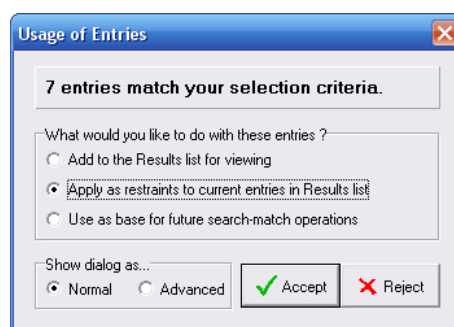 Usage of Entries
7 entries match your selection criteria.
What would you like to do with these entries ?
Add to the Results list for viewing
Apply as restraints to current entries in Results list
Use as base for future search-match operations
Show dialog as...
Normal Advanced Accept Reject